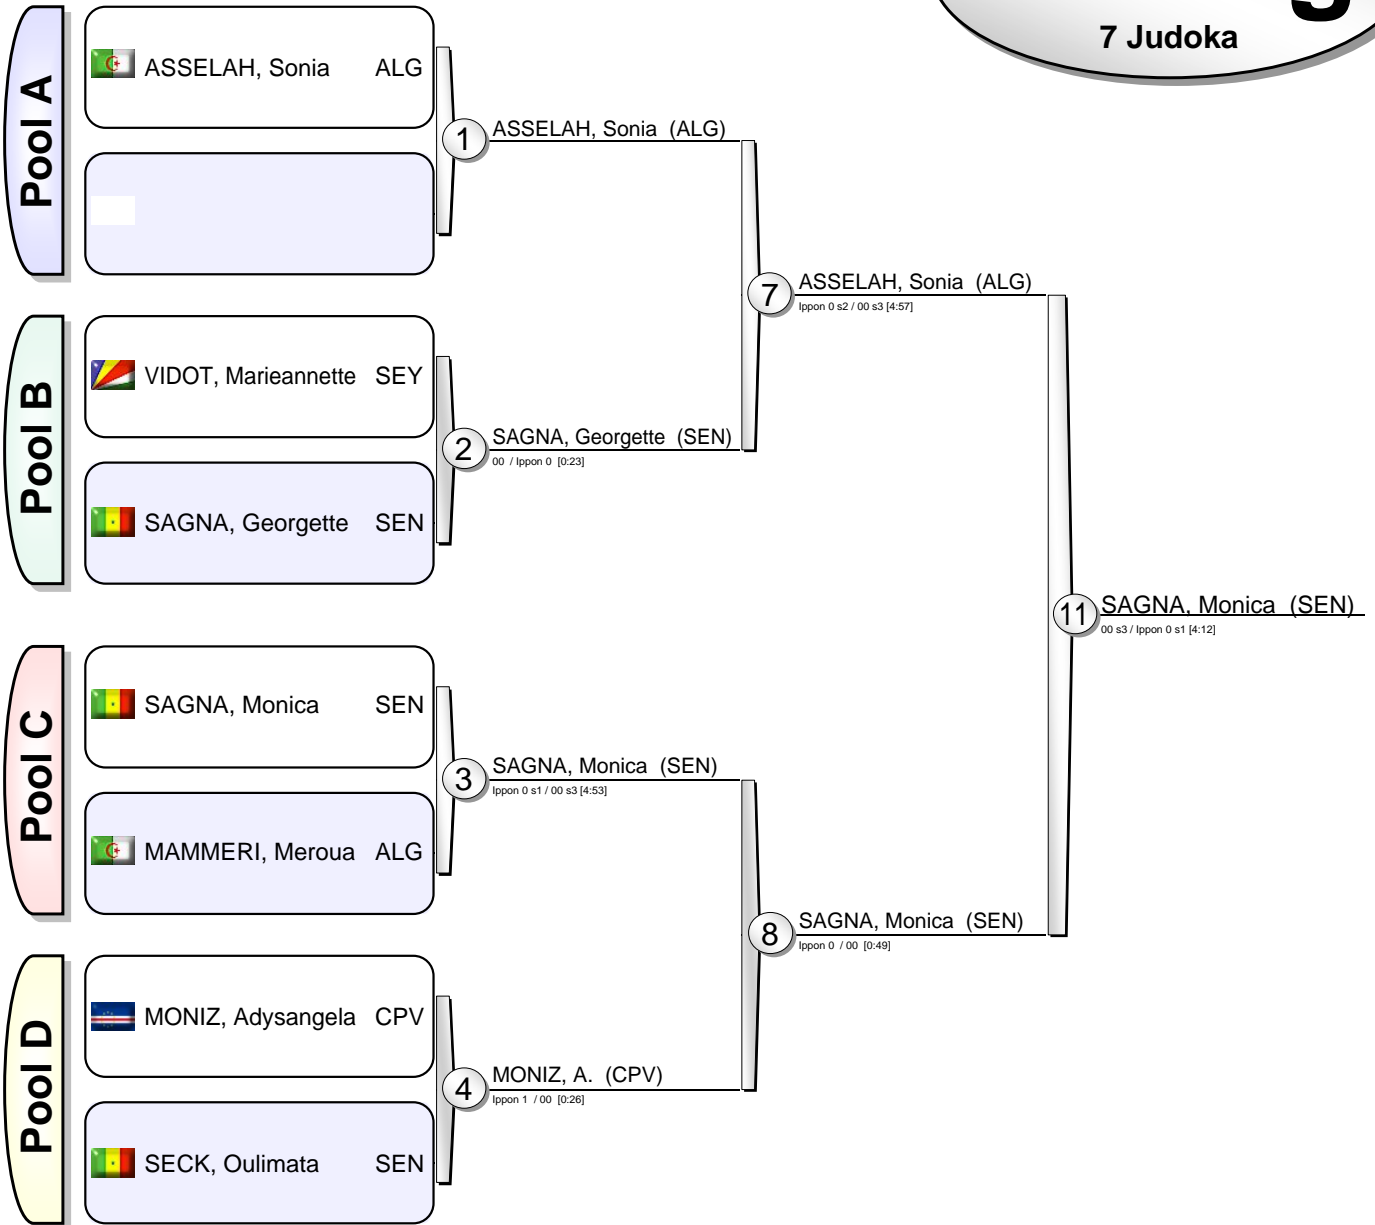 7 Judoka
Pool A
ASSELAH, Sonia ALG
1
ASSELAH, Sonia (ALG)
7
ASSELAH, Sonia (ALG)
Ippon 0 s2 / 00 s3 [4:57]
Pool B
VIDOT, Marieannette SEY
2
SAGNA, Georgette (SEN)
00 / Ippon 0 [0:23]
SAGNA, Georgette SEN
11
SAGNA, Monica (SEN)
00 s3 / Ippon 0 s1 [4:12]
Pool C
SAGNA, Monica SEN
3
SAGNA, Monica (SEN)
Ippon 0 s1 / 00 s3 [4:53]
MAMMERI, Meroua ALG
8
SAGNA, Monica (SEN)
Ippon 0 / 00 [0:49]
Pool D
MONIZ, Adysangela CPV
4
MONIZ, A. (CPV)
Ippon 1 / 00 [0:26]
SECK, Oulimata SEN